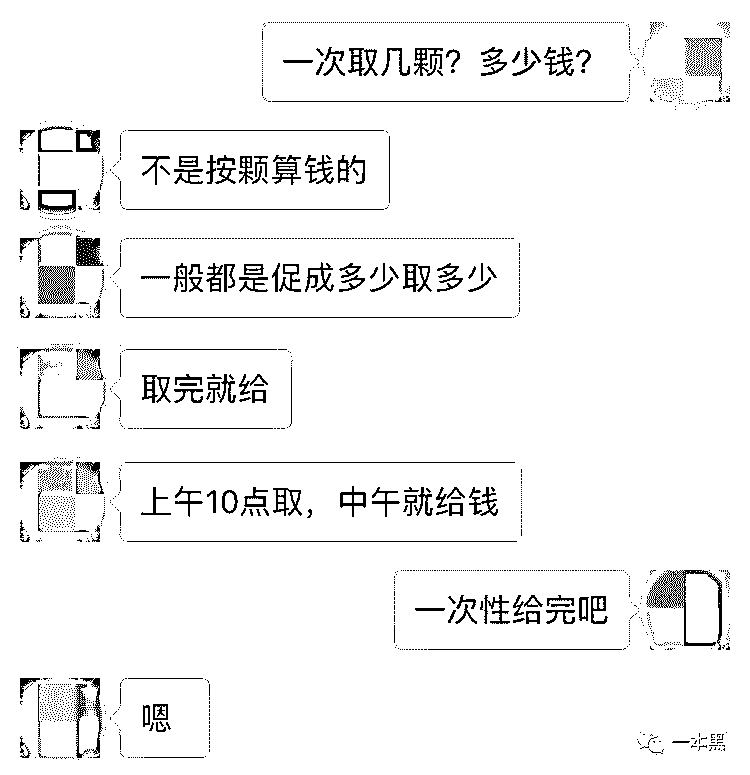 一次取几颗？多少钱？
不是按颗算钱的
一般都是促成多少取多少
取完就给
上午10点取，中午就给钱
一次性给完吧
嗯
一本黑